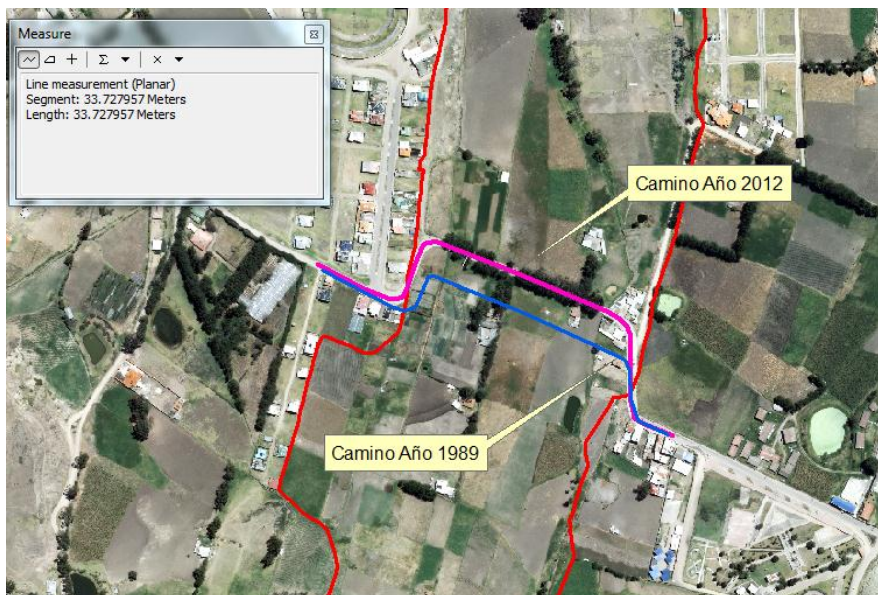 Measure
Line measurement (Planar)
Segment: 33.727957 Meters
Length: 33.727957 Meters
Camino Año 2012
Camino Año 1989